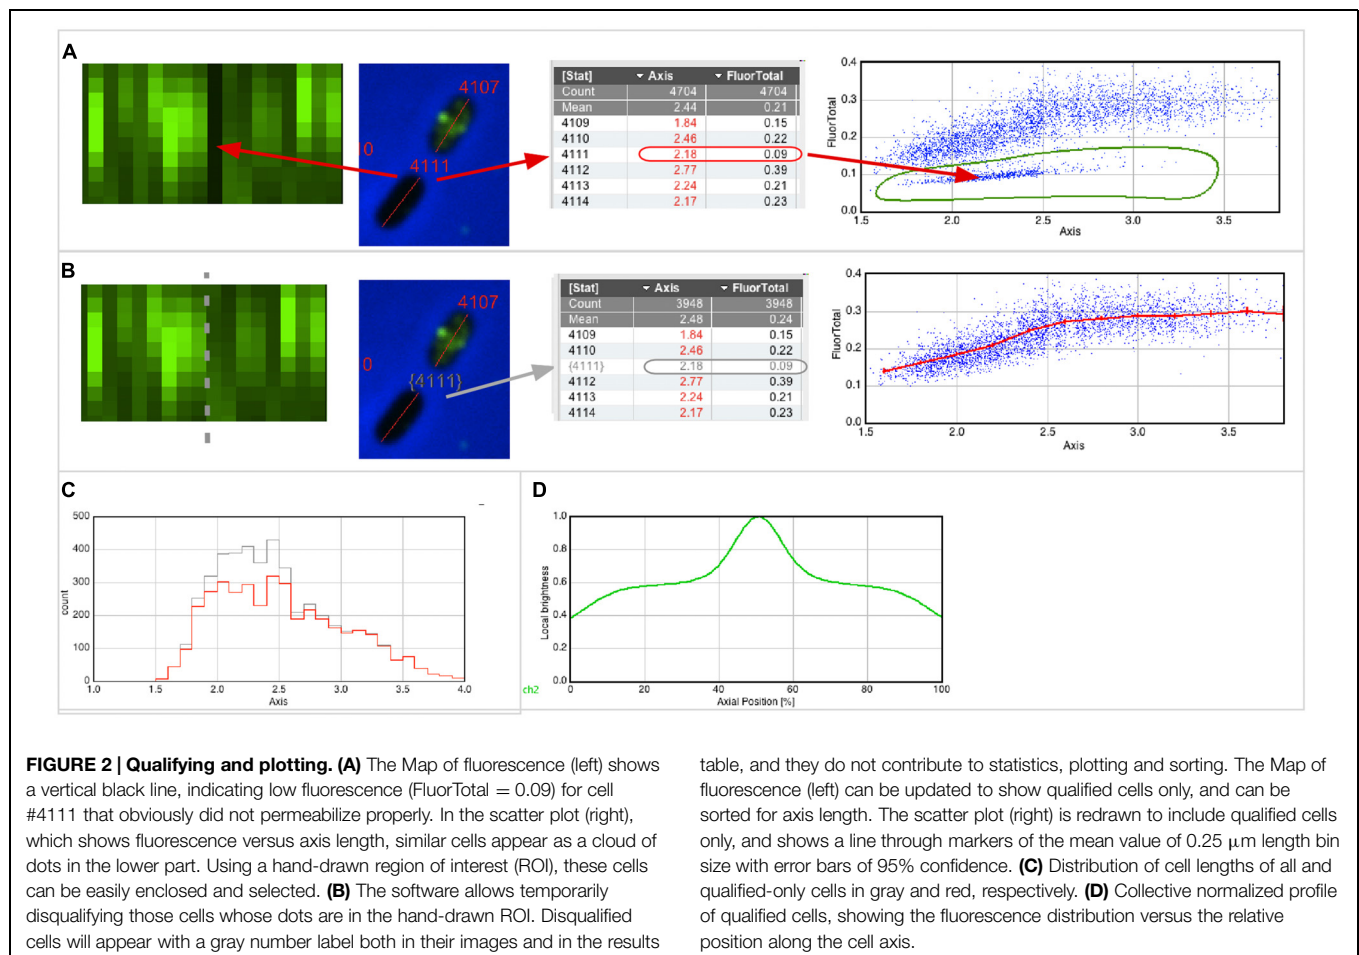 A
4107
4111
10
[Stat] Axis FluorTotal
Count 4704 4704
Mean 2.44 0.21
4109 1.84 0.15
4110 2.46 0.22
4111 2.18 0.09
4112 2.77 0.39
4113 2.24 0.21
4114 2.17 0.23
FluorTotal
0.4
0.3
0.2
0.1
0.0
1.5 2.0 2.5 3.0 3.5
Axis
B
4107
{4111}
0
[Stat] Axis FluorTotal
Count 3948 3948
Mean 2.48 0.24
4109 1.84 0.15
4110 2.46 0.22
{4111} 2.18 0.09
4112 2.77 0.39
4113 2.24 0.21
4114 2.17 0.23
FluorTotal
0.4
0.3
0.2
0.1
0.0
1.5 2.0 2.5 3.0 3.5
Axis
C
count
500
400
300
200
100
0
1.0 1.5 2.0 2.5 3.0 3.5 4.0
Axis
D
Local brightness
1.0
0.8
0.6
0.4
0.2
0.0
ch2
0 20 40 60 80 100
Axial Position [%]
FIGURE 2 | Qualifying and plotting. (A) The Map of fluorescence (left) shows
a vertical black line, indicating low fluorescence (FluorTotal = 0.09) for cell
#4111 that obviously did not permeabilize properly. In the scatter plot (right),
which shows fluorescence versus axis length, similar cells appear as a cloud of
dots in the lower part. Using a hand-drawn region of interest (ROI), these cells
can be easily enclosed and selected. (B) The software allows temporarily
disqualifying those cells whose dots are in the hand-drawn ROI. Disqualified
cells will appear with a gray number label both in their images and in the results
table, and they do not contribute to statistics, plotting and sorting. The Map of
fluorescence (left) can be updated to show qualified cells only, and can be
sorted for axis length. The scatter plot (right) is redrawn to include qualified cells
only, and shows a line through markers of the mean value of 0.25 μm length bin
size with error bars of 95% confidence. (C) Distribution of cell lengths of all and
qualified-only cells in gray and red, respectively. (D) Collective normalized profile
of qualified cells, showing the fluorescence distribution versus the relative
position along the cell axis.